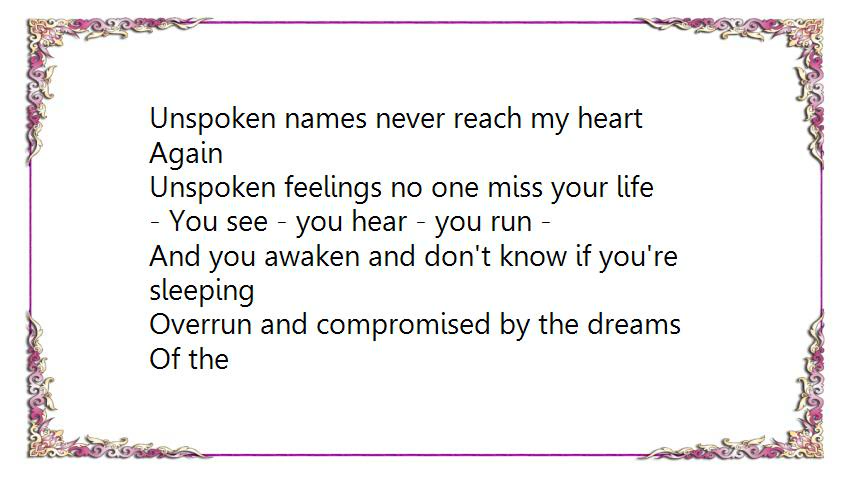 Unspoken names never reach my heart
Again
Unspoken feelings no one miss your life
- You see - you hear - you run -
And you awaken and don't know if you're
sleeping
Overrun and compromised by the dreams
Of the